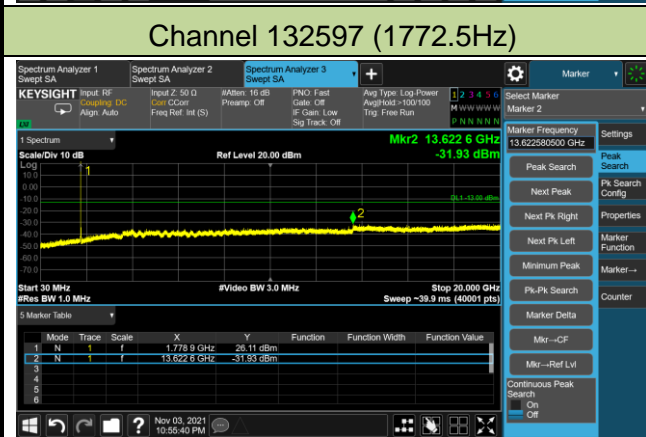 Channel 132597 (1772.5Hz)
Spectrum Analyzer 1
Swept SA
Spectrum Analyzer 2
Swept SA
Spectrum Analyzer 3
Swept SA
+
Marker
KEYSIGHT
Input: RF
Coupling: DC
Align: Auto
Input Z: 50 Ω
Corr CCorr
Freq Ref: Int (S)
#Atten: 16 dB
Preamp: Off
PNO: Fast
Gate: Off
IF Gain: Low
Sig Track: Off
Avg Type: Log-Power
Avg|Hold:>100/100
Trig: Free Run
1 2 3 4 5 6
M W W W W W
P N N N N N
Select Marker
Marker 2
1 Spectrum
Mkr2 13.622 6 GHz
-31.93 dBm
Scale/Div 10 dB
Ref Level 20.00 dBm
Log
10.0
0.00
-10.0
-20.0
-30.0
-40.0
-50.0
-60.0
-70.0
1
DL1 -13.00 dBm
2
Start 30 MHz
#Video BW 3.0 MHz
Stop 20.000 GHz
#Res BW 1.0 MHz
Sweep ~39.9 ms (40001 pts)
5 Marker Table
Mode Trace Scale X Y Function Function Width Function Value
1 N 1 f 1.778 9 GHz 26.11 dBm
2 N 1 f 13.622 6 GHz -31.93 dBm
3
4
5
6
Marker Frequency
13.622580500 GHz
Peak Search
Next Peak
Next Pk Right
Next Pk Left
Minimum Peak
Pk-Pk Search
Marker Delta
Mkr→CF
Mkr→Ref Lvl
Continuous Peak
Search
On
Off
Settings
Peak
Search
Pk Search
Config
Properties
Marker
Function
Marker→
Counter
?
Nov 03, 2021
10:55:40 PM